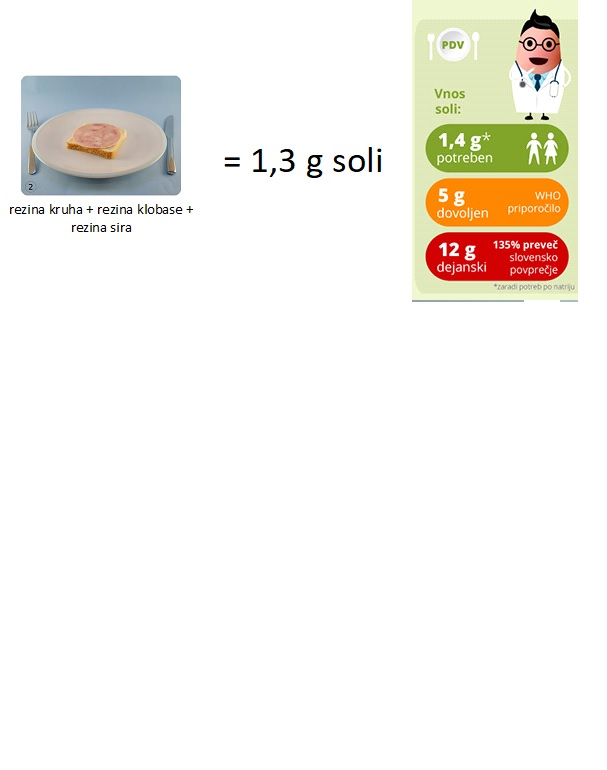 2
rezina kruha + rezina klobase +
rezina sira
= 1,3 g soli
PDV
Vnos
soli:
1,4 g*
potreben
5 g
dovoljen
WHO
priporočilo
12 g
dejanski
135% preveč
slovensko
povprečje
*zaradi potreb po natriju